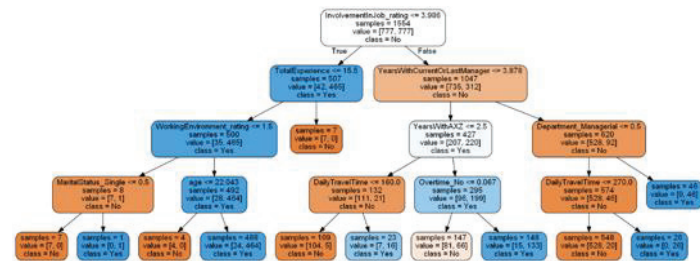 InvolvementInJob_rating <= 3.986
samples = 1554
value = [777, 777]
class = No
True
False
TotalExperience <= 15.5
samples = 507
value = [42, 465]
class = Yes
YearsWithCurrentOrLastManager <= 3.678
samples = 1047
value = [735, 312]
class = No
WorkingEnvironment_rating <= 1.5
samples = 500
value = [35, 465]
class = Yes
samples = 7
value = [7, 0]
class = No
YearsWithAXZ <= 2.5
samples = 427
value = [207, 220]
class = Yes
Department_Managerial <= 0.5
samples = 620
value = [528, 92]
class = No
MaritalStatus_Single <= 0.5
samples = 8
value = [7, 1]
class = No
age <= 22.043
samples = 492
value = [28, 464]
class = Yes
DailyTravelTime <= 160.0
samples = 132
value = [111, 21]
class = No
Overtime_No <= 0.067
samples = 295
value = [96, 199]
class = Yes
DailyTravelTime <= 270.0
samples = 574
value = [528, 46]
class = No
samples = 46
value = [0, 46]
class = Yes
samples = 7
value = [7, 0]
class = No
samples = 1
value = [0, 1]
class = Yes
samples = 4
value = [4, 0]
class = No
samples = 488
value = [24, 464]
class = Yes
samples = 109
value = [104, 5]
class = No
samples = 23
value = [7, 16]
class = Yes
samples = 147
value = [81, 66]
class = No
samples = 148
value = [15, 133]
class = Yes
samples = 548
value = [528, 20]
class = No
samples = 26
value = [0, 26]
class = Yes